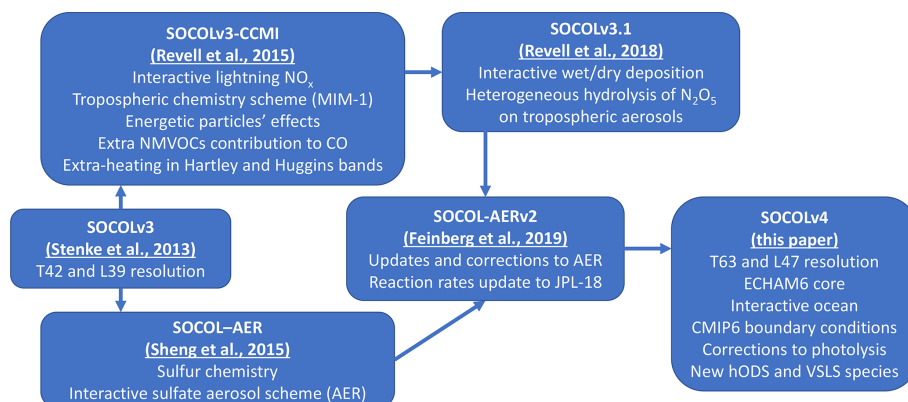 SOCOLv3-CCMI
(Revell et al., 2015)
Interactive lightning NOₓ
Tropospheric chemistry scheme (MIM-1)
Energetic particles' effects
Extra NMVOCs contribution to CO
Extra-heating in Hartley and Huggins bands
SOCOLv3.1
(Revell et al., 2018)
Interactive wet/dry deposition
Heterogeneous hydrolysis of N₂O₅
on tropospheric aerosols
SOCOLv3
(Stenke et al., 2013)
T42 and L39 resolution
SOCOL-AERv2
(Feinberg et al., 2019)
Updates and corrections to AER
Reaction rates update to JPL-18
SOCOLv4
(this paper)
T63 and L47 resolution
ECHAM6 core
Interactive ocean
CMIP6 boundary conditions
Corrections to photolysis
New hODS and VSLS species
SOCOL–AER
(Sheng et al., 2015)
Sulfur chemistry
Interactive sulfate aerosol scheme (AER)